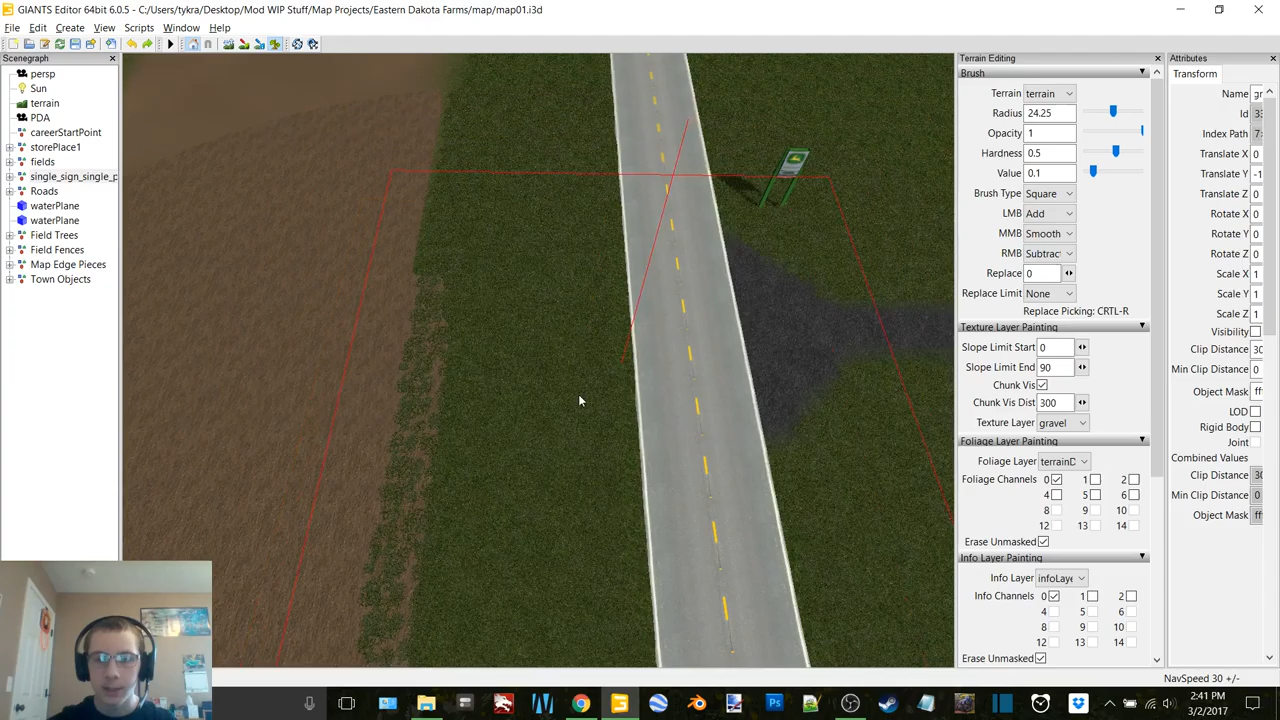 GIANTS Editor 64bit 6.0.5 - C:/Users/tykra/Desktop/Mod WIP Stuff/Map Projects/Eastern Dakota Farms/map/map01.i3d
File Edit Create View Scripts Window Help
Scenegraph
persp
Sun
terrain
PDA
careerStartPoint
storePlace1
fields
single_sign_single_p
Roads
waterPlane
waterPlane
Field Trees
Field Fences
Map Edge Pieces
Town Objects
Terrain Editing
Brush
Terrain terrain
Radius 24.25
Opacity 1
Hardness 0.5
Value 0.1
Brush Type Square
LMB Add
MMB Smooth
RMB Subtract
Replace 0
Replace Limit None
Replace Picking: CRTL-R
Texture Layer Painting
Slope Limit Start 0
Slope Limit End 90
Chunk Vis
Chunk Vis Dist 300
Texture Layer gravel
Foliage Layer Painting
Foliage Layer terrainD
Foliage Channels 0 1 2
4 5 6
8 9 10
12 13 14
Erase Unmasked
Info Layer Painting
Info Layer infoLaye
Info Channels 0 1 2
4 5 6
8 9 10
12 13 14
Erase Unmasked
Attributes
Transform
Name gr
Id 33
Index Path 7
Translate X 0
Translate Y -1
Translate Z 0
Rotate X 0
Rotate Y 0
Rotate Z 0
Scale X 1
Scale Y 1
Scale Z 1
Visibility
Clip Distance 30
Min Clip Distance 0
Object Mask ff
LOD
Rigid Body
Joint
Combined Values
Clip Distance 30
Min Clip Distance 0
Object Mask ff
NavSpeed 30 +/-
2:41 PM
3/2/2017